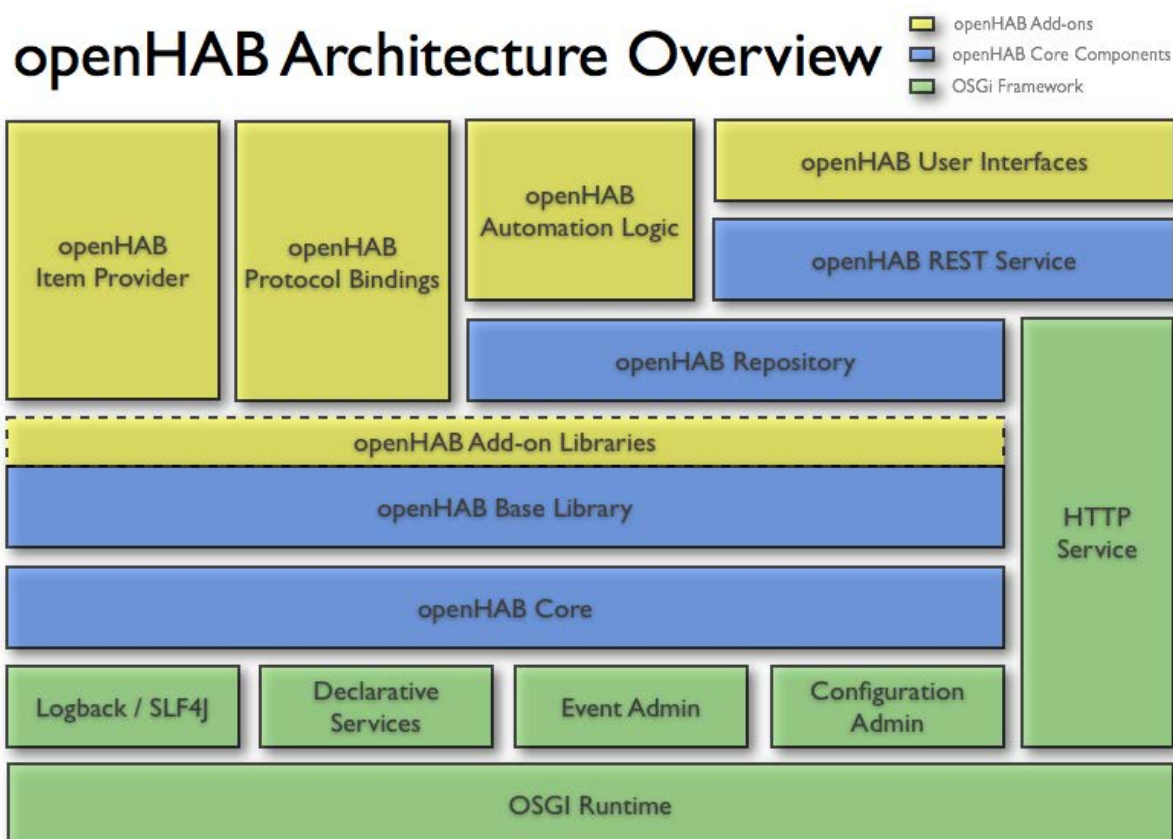 openHAB Architecture Overview
openHAB Add-ons
openHAB Core Components
OSGi Framework
openHAB
Item Provider
openHAB
Protocol Bindings
openHAB
Automation Logic
openHAB User Interfaces
openHAB REST Service
openHAB Repository
openHAB Add-on Libraries
openHAB Base Library
HTTP
Service
openHAB Core
Logback / SLF4J
Declarative
Services
Event Admin
Configuration
Admin
OSGI Runtime